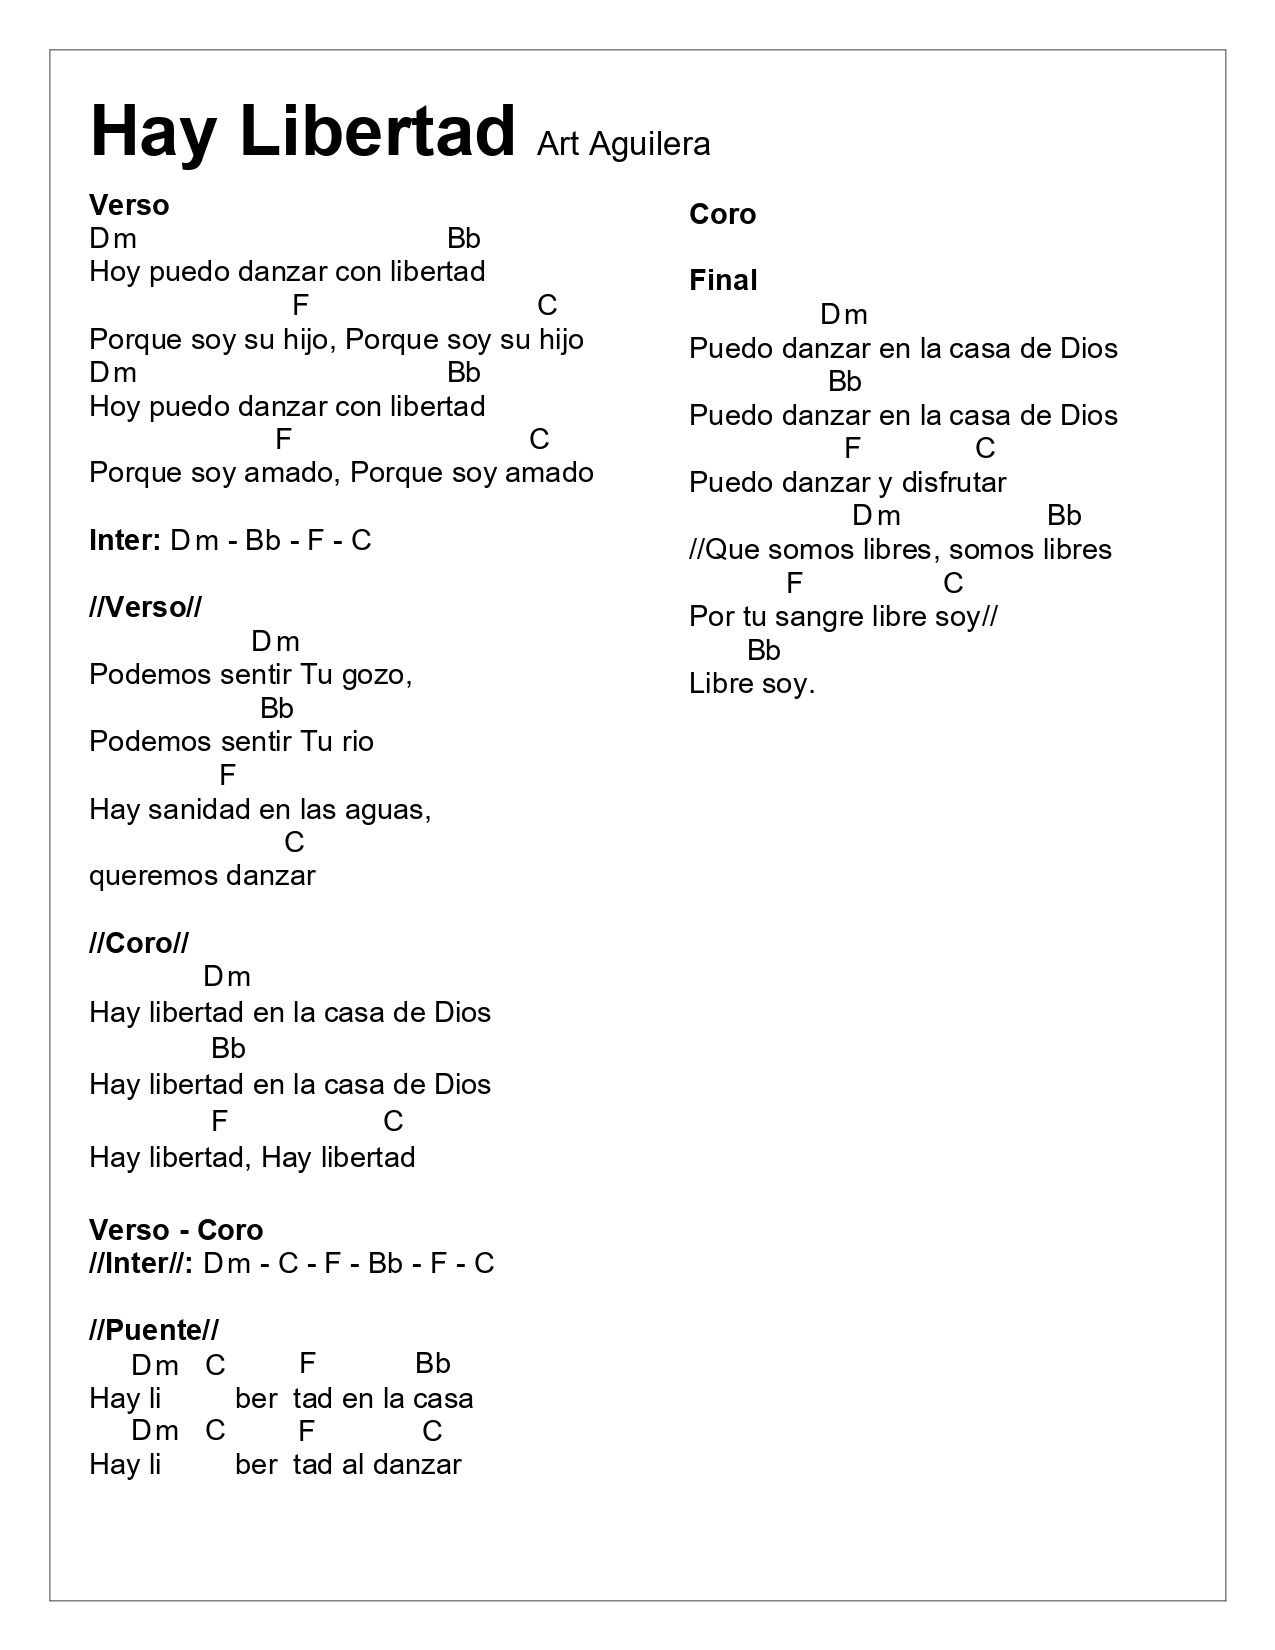 Hay Libertad Art Aguilera
Verso
Dm Bb
Hoy puedo danzar con libertad
F C
Porque soy su hijo, Porque soy su hijo
Dm Bb
Hoy puedo danzar con libertad
F C
Porque soy amado, Porque soy amado
Inter: Dm - Bb - F - C
//Verso//
Dm
Podemos sentir Tu gozo,
Bb
Podemos sentir Tu rio
F
Hay sanidad en las aguas,
C
queremos danzar
//Coro//
Dm
Hay libertad en la casa de Dios
Bb
Hay libertad en la casa de Dios
F C
Hay libertad, Hay libertad
Verso - Coro
//Inter//: Dm - C - F - Bb - F - C
//Puente//
Dm C F Bb
Hay li ber tad en la casa
Dm C F C
Hay li ber tad al danzar
Coro
Final
Dm
Puedo danzar en la casa de Dios
Bb
Puedo danzar en la casa de Dios
F C
Puedo danzar y disfrutar
Dm Bb
//Que somos libres, somos libres
F C
Por tu sangre libre soy//
Bb
Libre soy.